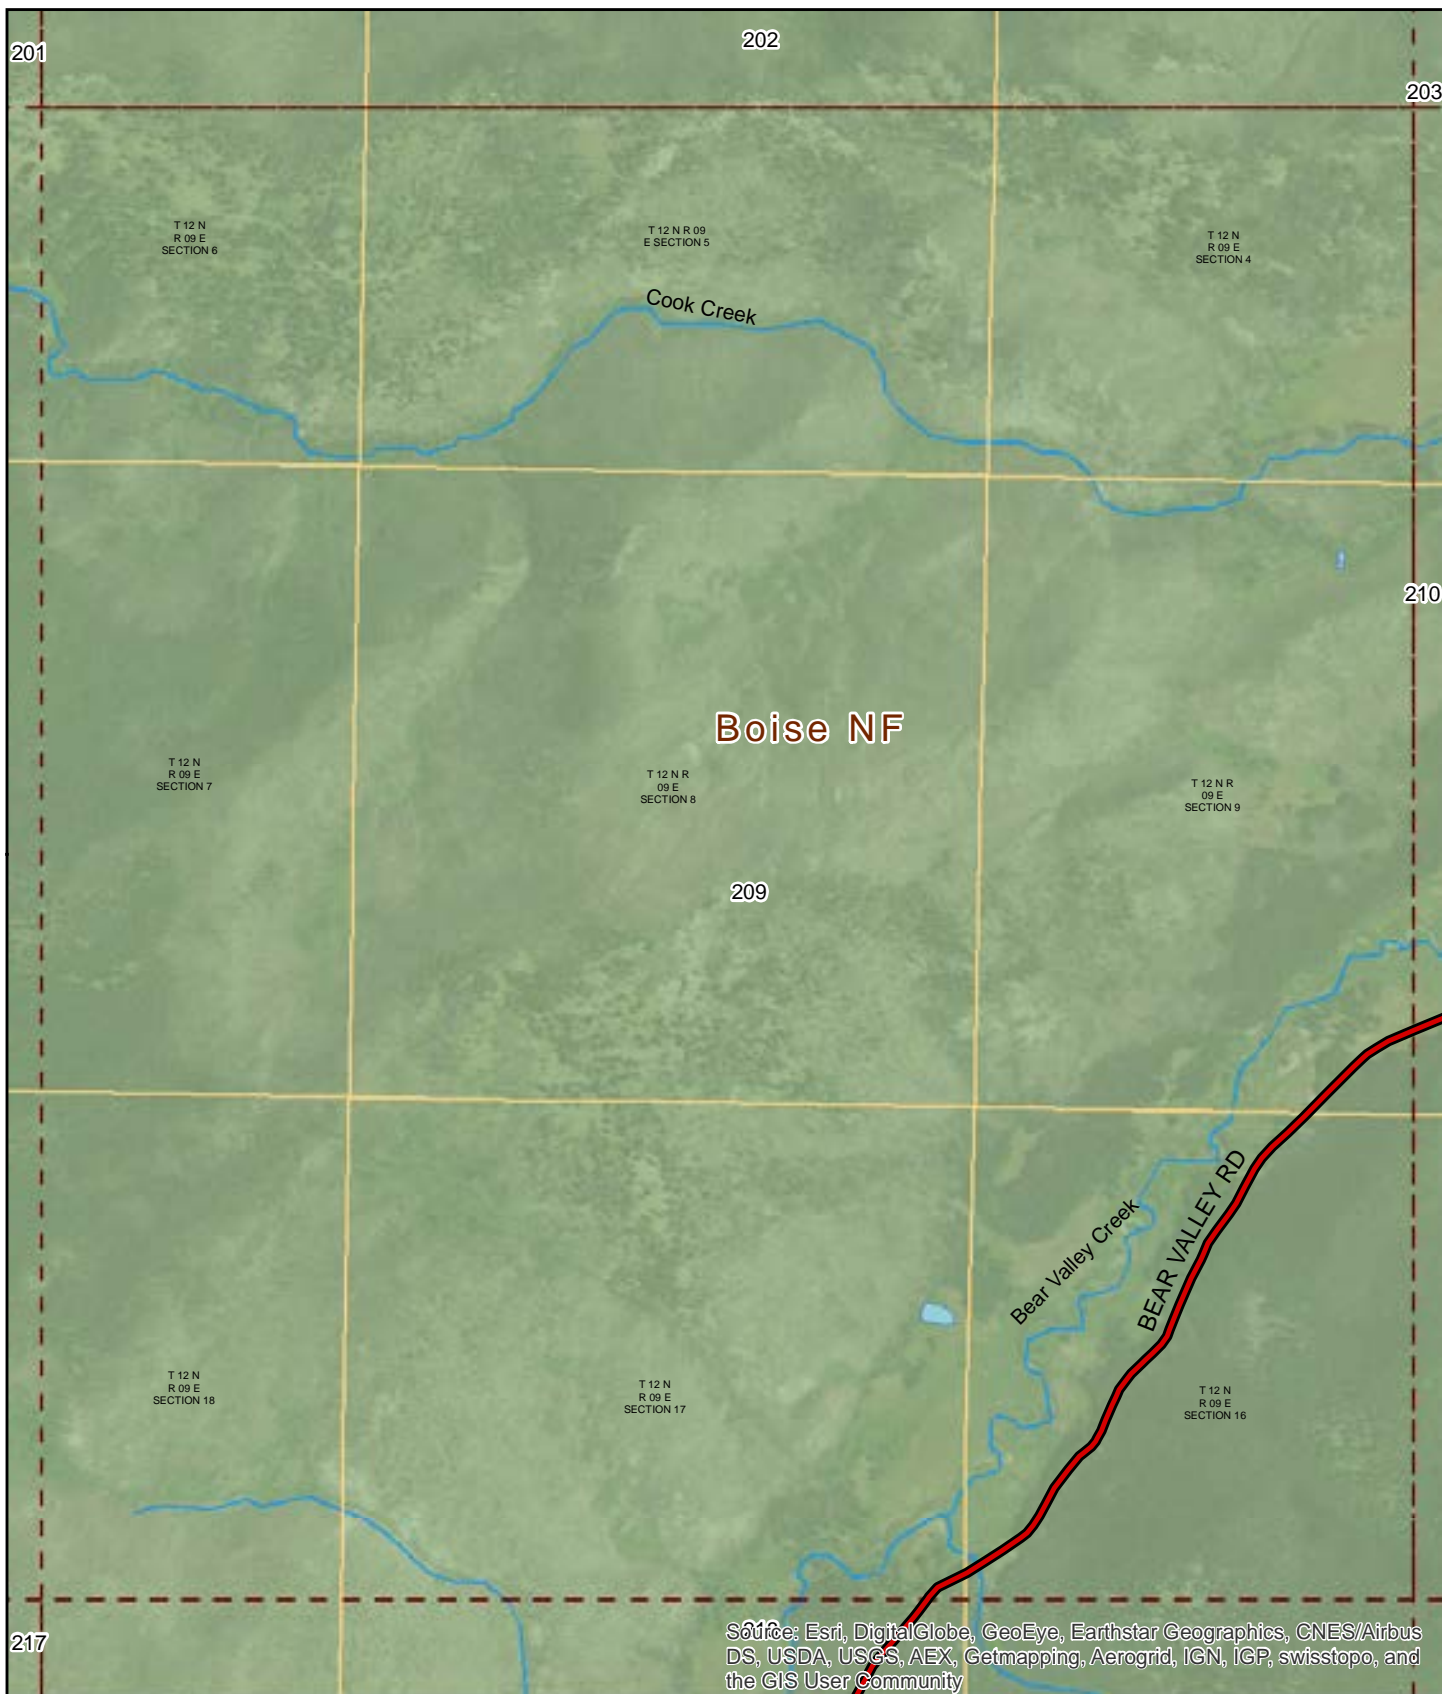 201
202
203
T 12 N
R 09 E
SECTION 6
T 12 N R 09
E SECTION 5
T 12 N
R 09 E
SECTION 4
Cook Creek
210
Boise NF
T 12 N
R 09 E
SECTION 7
T 12 N R
09 E
SECTION 8
T 12 N R
09 E
SECTION 9
209
Bear Valley Creek
BEAR VALLEY RD
T 12 N
R 09 E
SECTION 18
T 12 N
R 09 E
SECTION 17
T 12 N
R 09 E
SECTION 16
217
Source: Esri, DigitalGlobe, GeoEye, Earthstar Geographics, CNES/Airbus
DS, USDA, USGS, AEX, Getmapping, Aerogrid, IGN, IGP, swisstopo, and
the GIS User Community